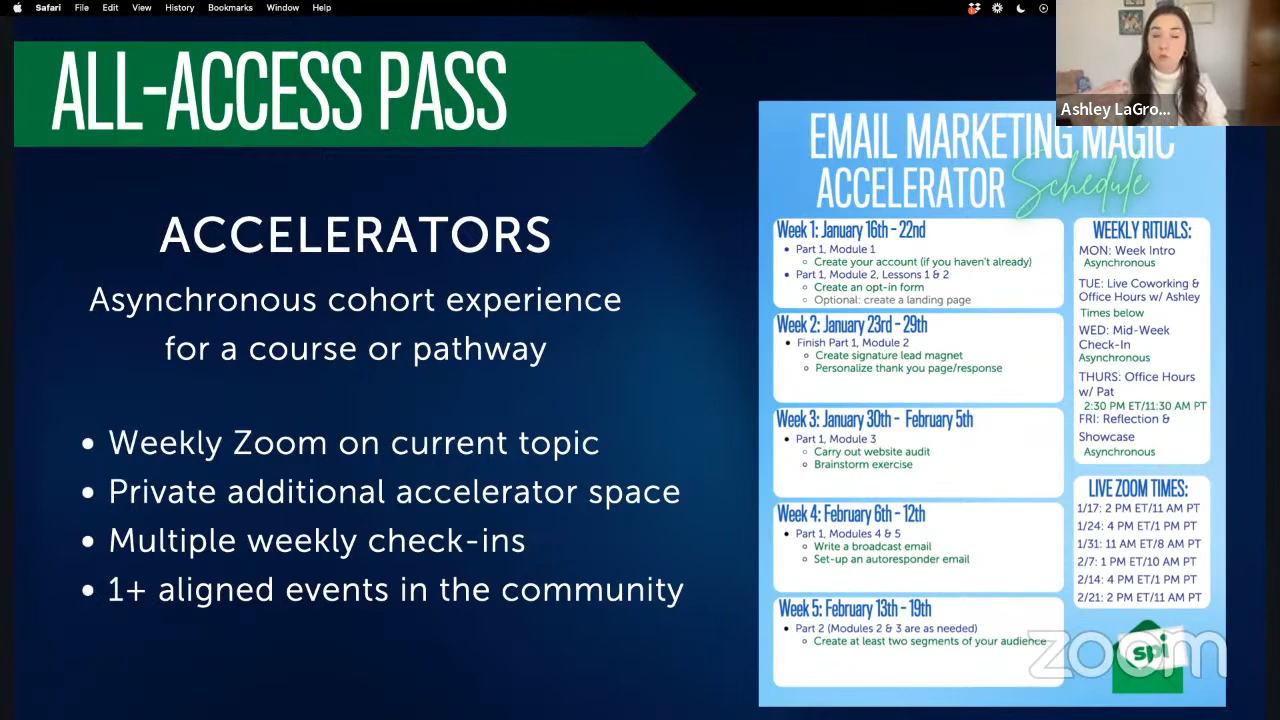 Safari File Edit View History Bookmarks Window Help
ALL-ACCESS PASS
ACCELERATORS
Asynchronous cohort experience
for a course or pathway
• Weekly Zoom on current topic
• Private additional accelerator space
• Multiple weekly check-ins
• 1+ aligned events in the community
Ashley LaGro...
EMAIL MARKETING MAGIC
ACCELERATOR Schedule
Week 1: January 16th - 22nd
• Part 1, Module 1
Create your account (if you haven't already)
• Part 1, Module 2, Lessons 1 & 2
Create an opt-in form
Optional: create a landing page
Week 2: January 23rd - 29th
• Finish Part 1, Module 2
Create signature lead magnet
Personalize thank you page/response
Week 3: January 30th - February 5th
• Part 1, Module 3
Carry out website audit
Brainstorm exercise
Week 4: February 6th - 12th
• Part 1, Modules 4 & 5
Write a broadcast email
Set-up an autoresponder email
Week 5: February 13th - 19th
• Part 2 (Modules 2 & 3 are as needed)
Create at least two segments of your audience
WEEKLY RITUALS:
MON: Week Intro
Asynchronous
TUE: Live Coworking &
Office Hours w/ Ashley
Times below
WED: Mid-Week
Check-In
Asynchronous
THURS: Office Hours
w/ Pat
2:30 PM ET/11:30 AM PT
FRI: Reflection &
Showcase
Asynchronous
LIVE ZOOM TIMES:
1/17: 2 PM ET/11 AM PT
1/24: 4 PM ET/1 PM PT
1/31: 11 AM ET/8 AM PT
2/7: 1 PM ET/10 AM PT
2/14: 4 PM ET/1 PM PT
2/21: 2 PM ET/11 AM PT
spi
zoom